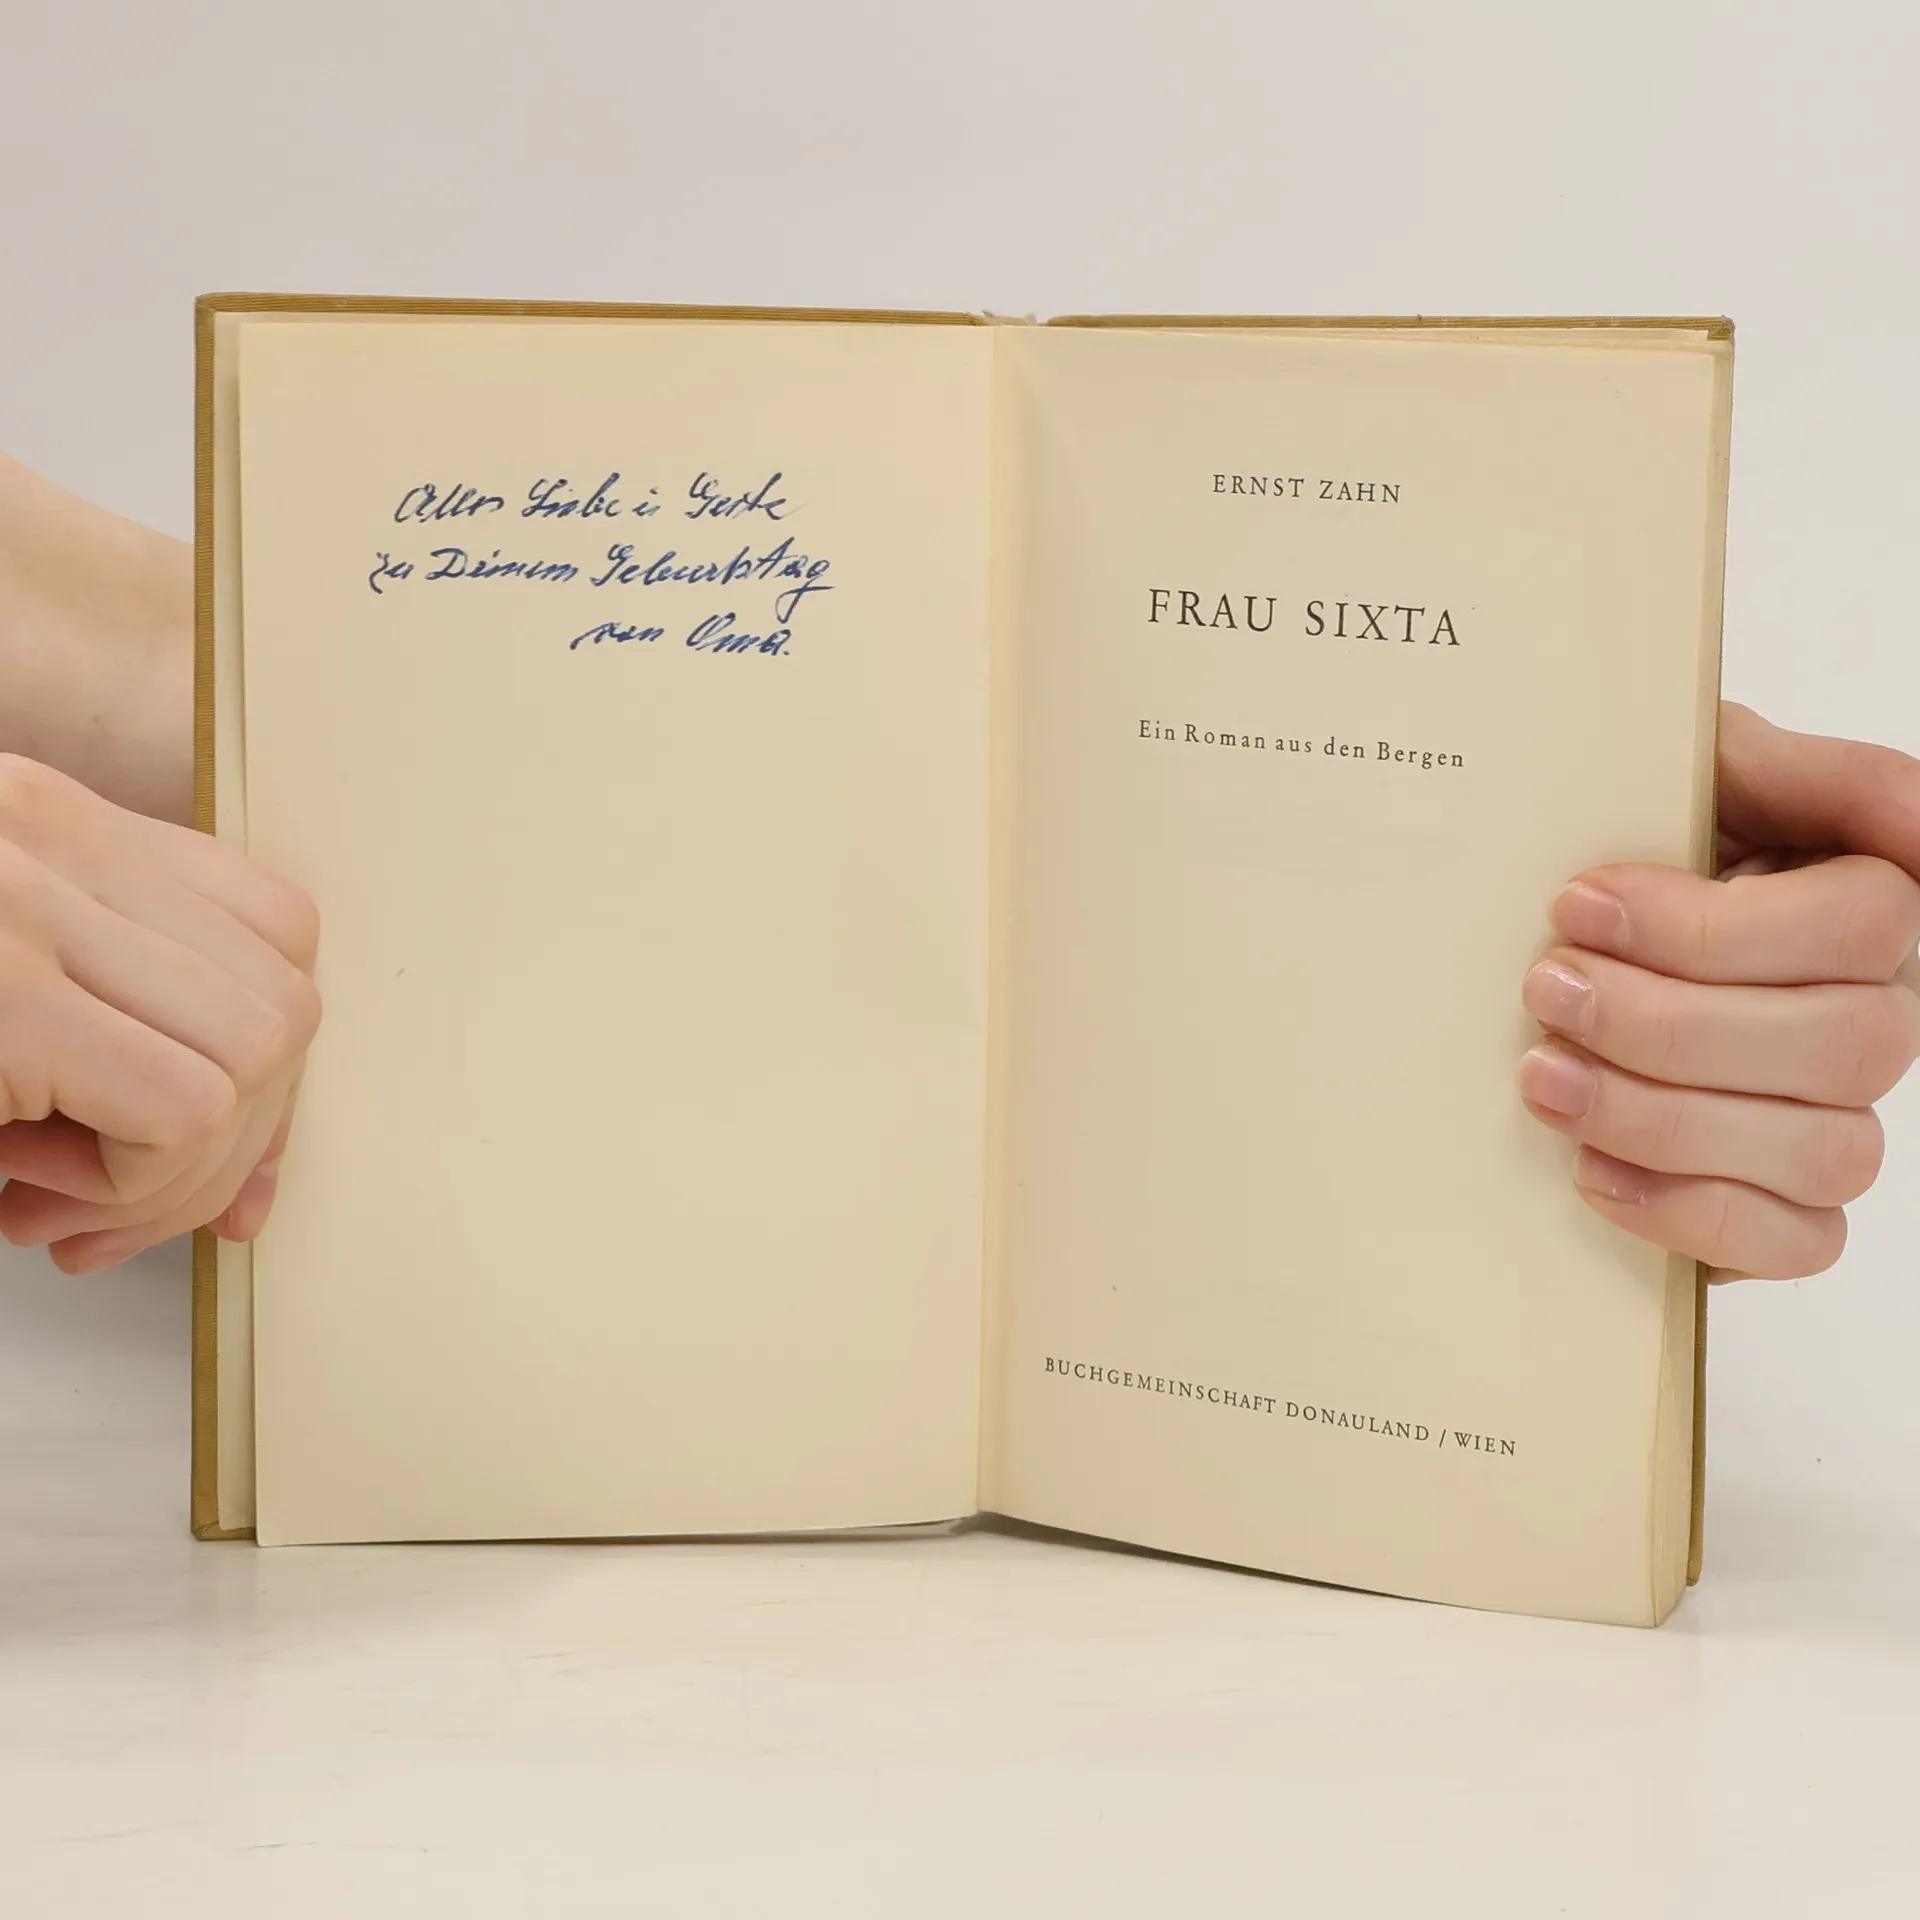 Alles Liebe u Gute
zu Deinem Geburtstag
von Oma.
ERNST ZAHN
FRAU SIXTA
Ein Roman aus den Bergen
BUCHGEMEINSCHAFT DONAULAND / WIEN